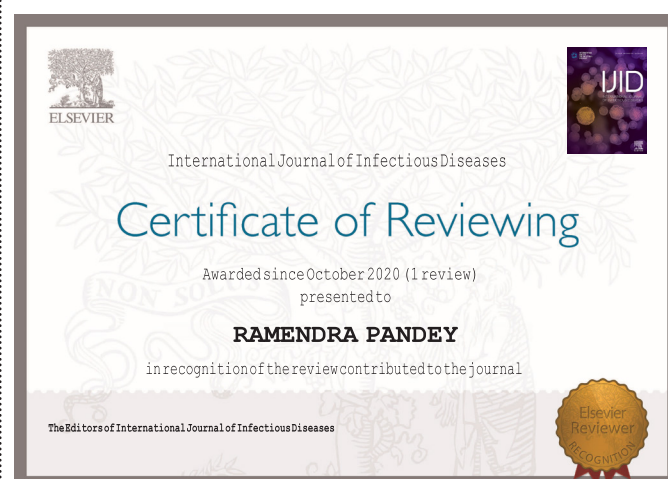 ELSEVIER
IJID
International Journal of Infectious Diseases
Certificate of Reviewing
Awarded since October 2020 (1 review)
presented to
RAMENDRA PANDEY
in recognition of the review contributed to the journal
The Editors of International Journal of Infectious Diseases
Elsevier
Reviewer
RECOGNITION